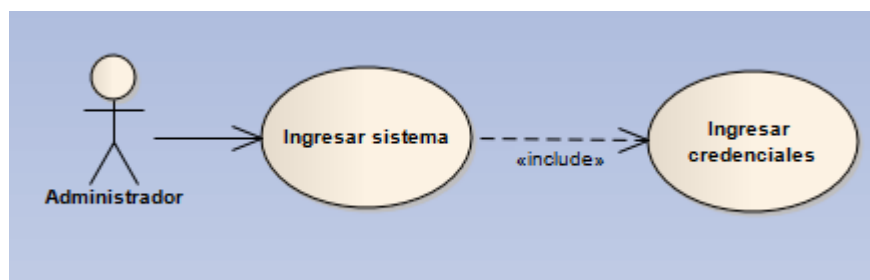 Administrador
Ingresar sistema
«include»
Ingresar
credenciales